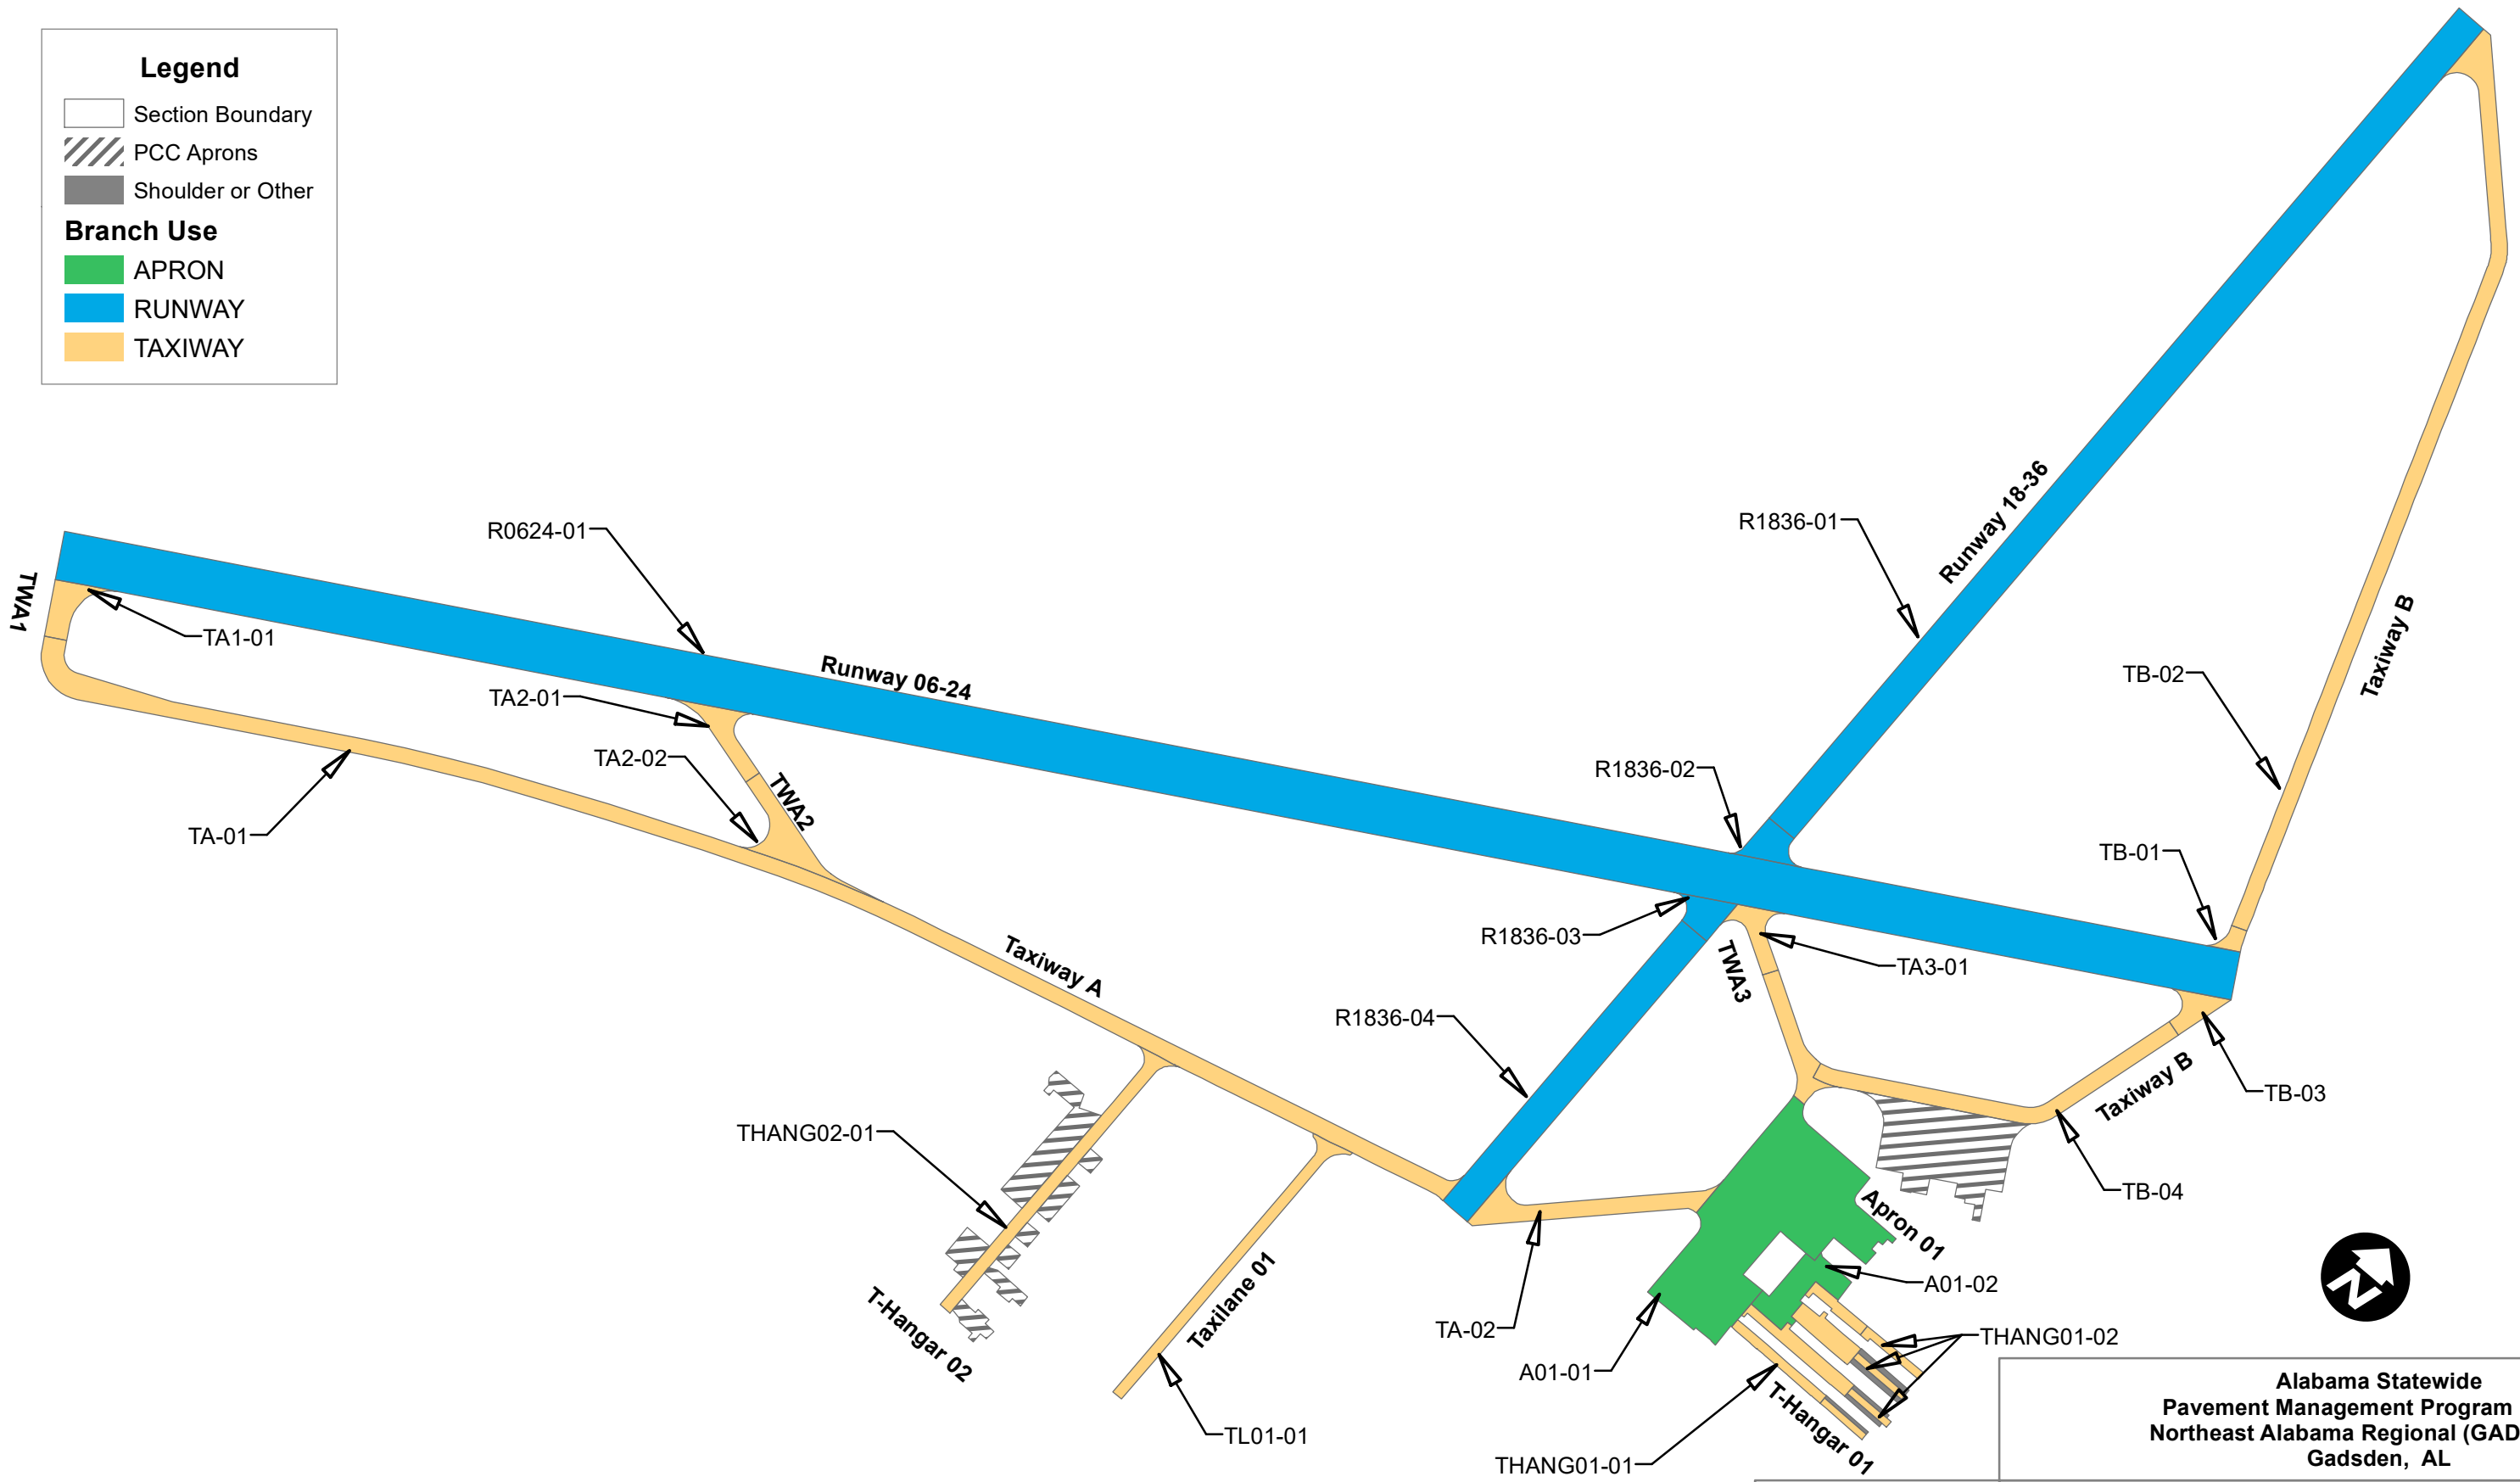 Legend
Section Boundary
PCC Aprons
Shoulder or Other
Branch Use
APRON
RUNWAY
TAXIWAY
R0624-01
R1836-01
Runway 18-36
TWA1
TA1-01
Taxiway B
Runway 06-24
TA2-01
TB-02
TA2-02
R1836-02
TWA2
TA-01
TB-01
R1836-03
Taxiway A
TWA3
TA3-01
R1836-04
TB-03
Taxiway B
THANG02-01
TB-04
Apron 01
A01-02
Taxilane 01
T-Hangar 02
TA-02
THANG01-02
A01-01
T-Hangar 01
TL01-01
THANG01-01
N
Alabama Statewide
Pavement Management Program
Northeast Alabama Regional (GAD
Gadsden, AL